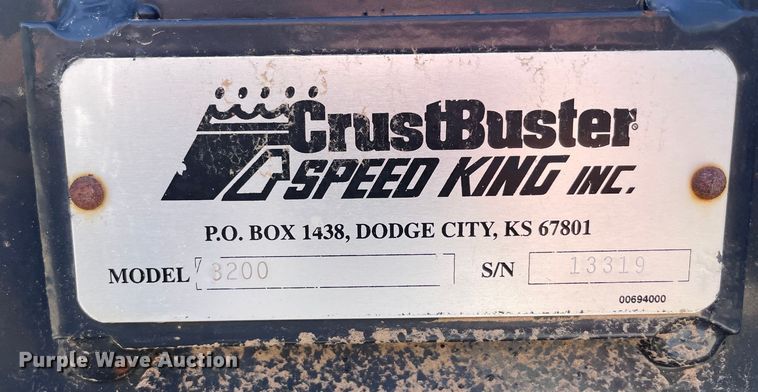 CrustBuster®
SPEED KING INC.
P.O. BOX 1438, DODGE CITY, KS 67801
MODEL 3200 S/N 13319
00694000
Purple Wave Auction